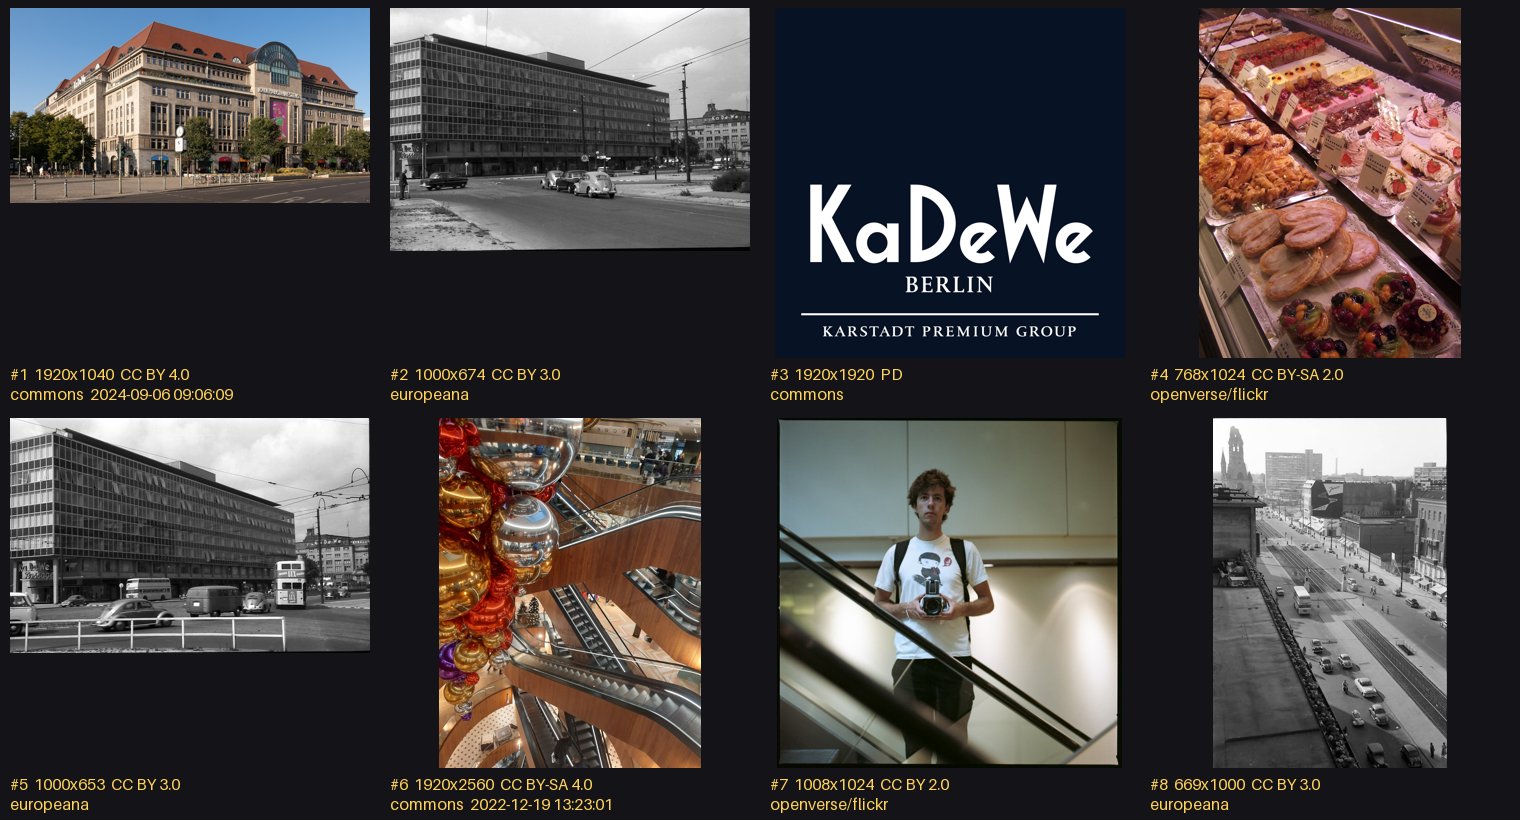 KaDeWe
BERLIN
KARSTADT PREMIUM GROUP
#1 1920x1040 CC BY 4.0
commons 2024-09-06 09:06:09
#2 1000x674 CC BY 3.0
europeana
#3 1920x1920 PD
commons
#4 768x1024 CC BY-SA 2.0
openverse/flickr
#5 1000x653 CC BY 3.0
europeana
#6 1920x2560 CC BY-SA 4.0
commons 2022-12-19 13:23:01
#7 1008x1024 CC BY 2.0
openverse/flickr
#8 669x1000 CC BY 3.0
europeana